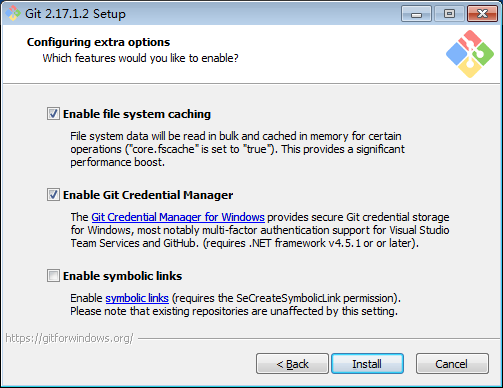 Git 2.17.1.2 Setup
Configuring extra options
Which features would you like to enable?
Enable file system caching
File system data will be read in bulk and cached in memory for certain
operations ("core.fscache" is set to "true"). This provides a significant
performance boost.
Enable Git Credential Manager
The Git Credential Manager for Windows provides secure Git credential storage
for Windows, most notably multi-factor authentication support for Visual Studio
Team Services and GitHub. (requires .NET framework v4.5.1 or or later).
Enable symbolic links
Enable symbolic links (requires the SeCreateSymbolicLink permission).
Please note that existing repositories are unaffected by this setting.
https://gitforwindows.org/
< Back
Install
Cancel